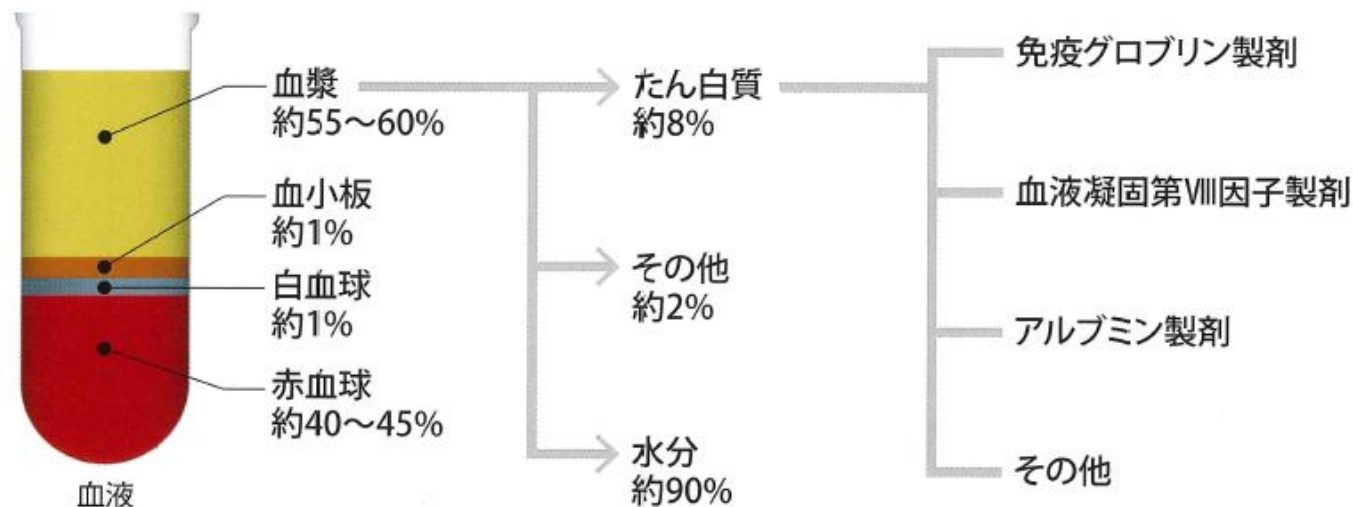 血漿
約55～60%
血小板
約1%
白血球
約1%
赤血球
約40～45%
血液
たん白質
約8%
その他
約2%
水分
約90%
免疫グロブリン製剤
血液凝固第Ⅷ因子製剤
アルブミン製剤
その他